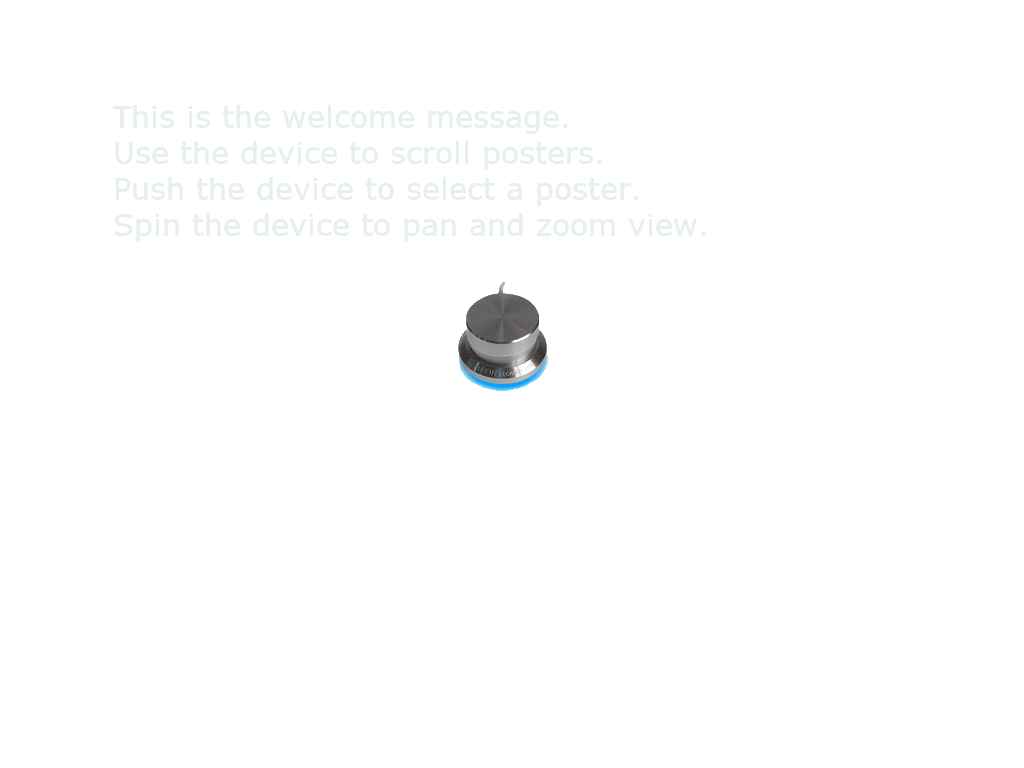 This is the welcome message.
Use the device to scroll posters.
Push the device to select a poster.
Spin the device to pan and zoom view.